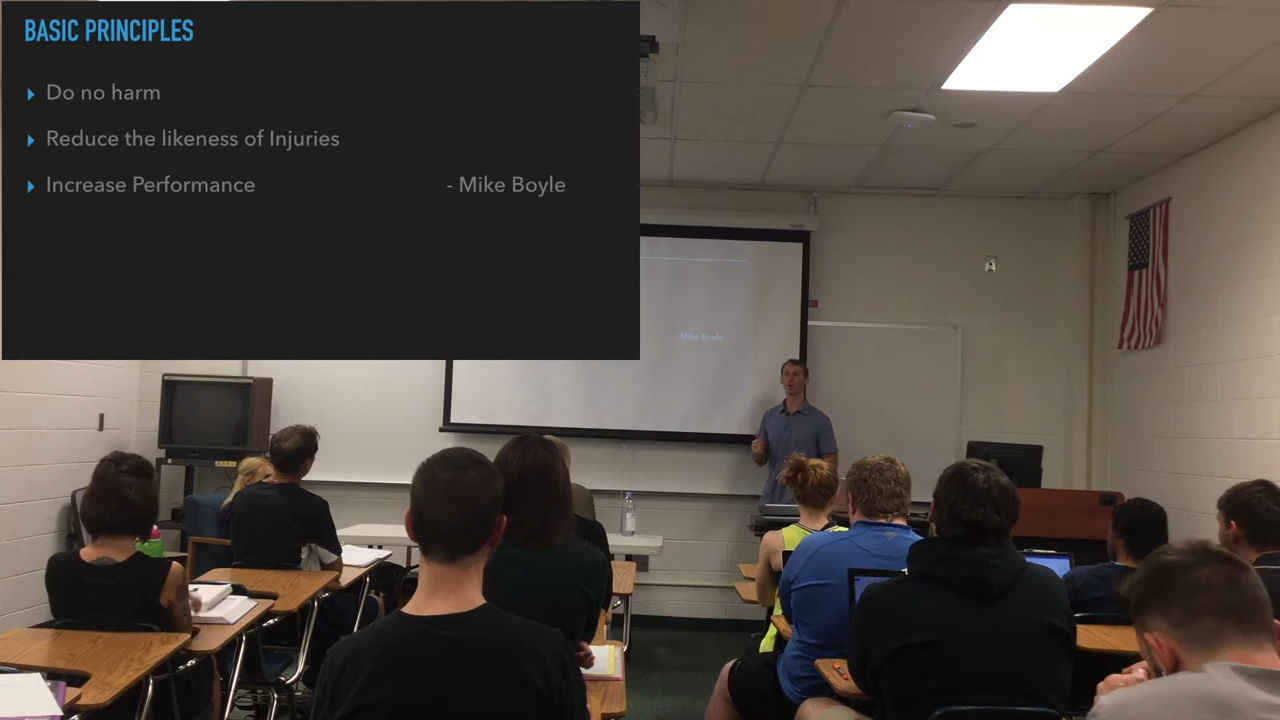 BASIC PRINCIPLES
Do no harm
Reduce the likeness of Injuries
Increase Performance - Mike Boyle
- Mike Boyle